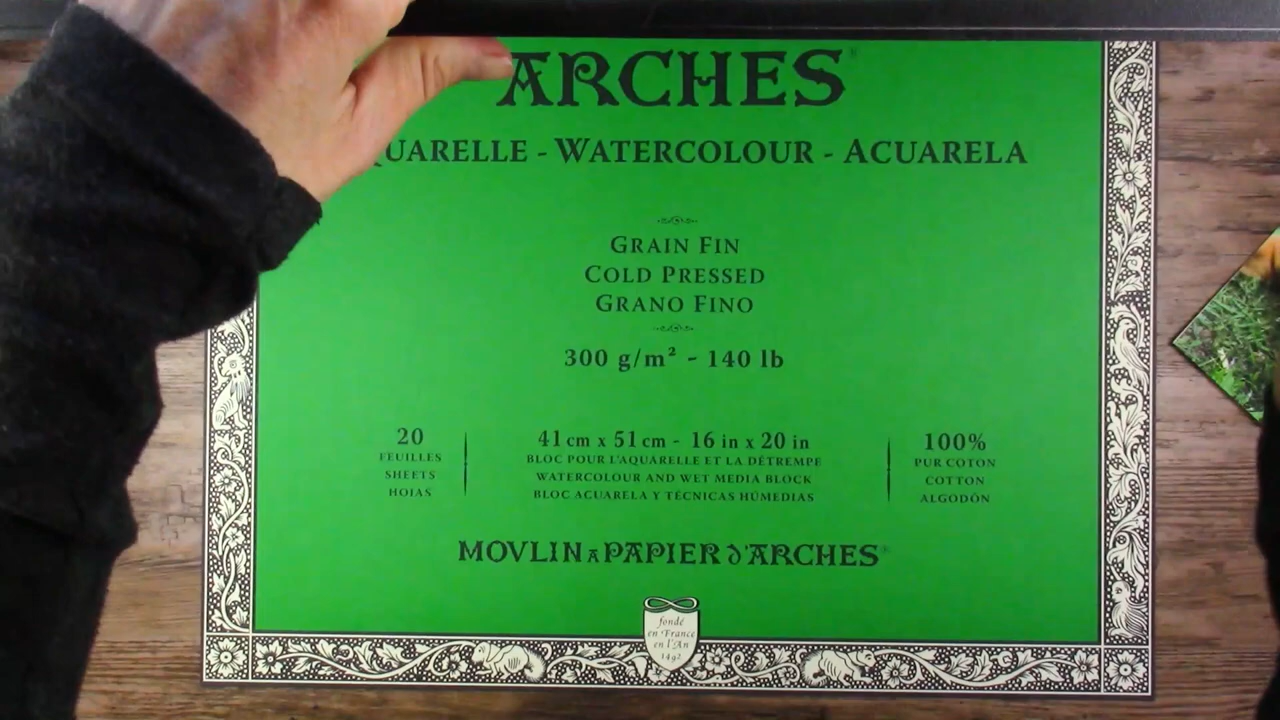 ARCHES®
UARELLE - WATERCOLOUR - ACUARELA
GRAIN FIN
COLD PRESSED
GRANO FINO
300 g/m² - 140 lb
20
FEUILLES
SHEETS
HOJAS
41 cm x 51 cm - 16 in x 20 in
BLOC POUR L'AQUARELLE ET LA DÉTREMPE
WATERCOLOUR AND WET MEDIA BLOCK
BLOC ACUARELA Y TÉCNICAS HÚMEDIAS
100%
PUR COTON
COTTON
ALGODÓN
MOVLIN A PAPIER d'ARCHES®
fondé
en France
en l'An
1492